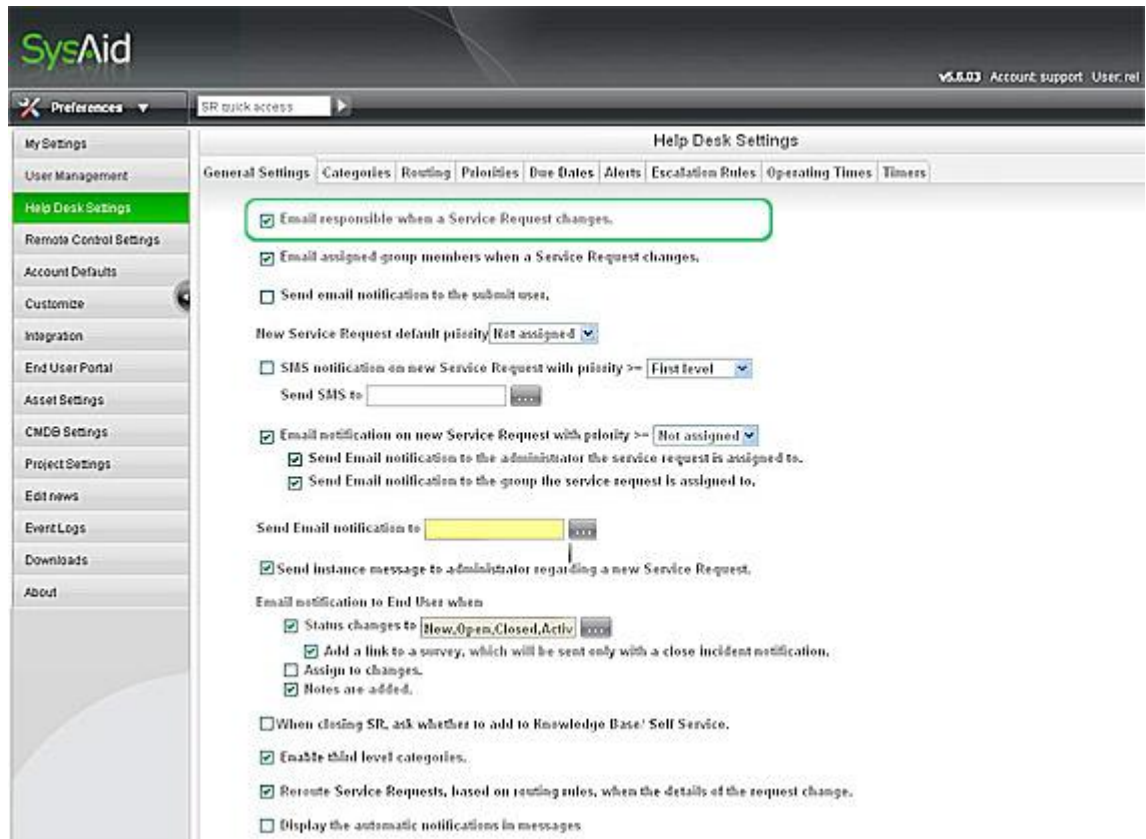 SysAid
v5.6.03 Account: support User: rel
Preferences
SR quick access
My Settings
User Management
Help Desk Settings
Remote Control Settings
Account Defaults
Customize
Integration
End User Portal
Asset Settings
CMDB Settings
Project Settings
Edit news
Event Logs
Downloads
About
Help Desk Settings
General Settings Categories Routing Priorities Due Dates Alerts Escalation Rules Operating Times Timers
Email responsible when a Service Request changes.
Email assigned group members when a Service Request changes.
Send email notification to the submit user.
New Service Request default priority Not assigned
SMS notification on new Service Request with priority >= First level
Send SMS to ...
Email notification on new Service Request with priority >= Not assigned
Send Email notification to the administrator the service request is assigned to.
Send Email notification to the group the service request is assigned to.
Send Email notification to ...
Send instance message to administrator regarding a new Service Request.
Email notification to End User when
Status changes to New,Open,Closed,Activ ...
Add a link to a survey, which will be sent only with a close incident notification.
Assign to changes.
Notes are added.
When closing SR, ask whether to add to Knowledge Base/ Self Service.
Enable third level categories.
Reroute Service Requests, based on routing rules, when the details of the request change.
Display the automatic notifications in messages